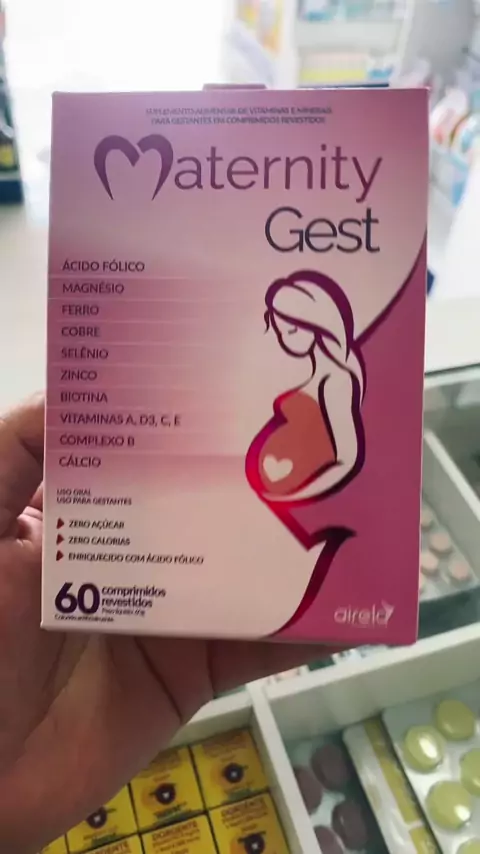 SUPLEMENTO ALIMENTAR DE VITAMINAS E MINERAIS
PARA GESTANTES EM COMPRIMIDOS REVESTIDOS
Maternity
Gest
ÁCIDO FÓLICO
MAGNÉSIO
FERRO
COBRE
SELÊNIO
ZINCO
BIOTINA
VITAMINAS A, D3, C, E
COMPLEXO B
CÁLCIO
USO ORAL
USO PARA GESTANTES
ZERO AÇÚCAR
ZERO CALORIAS
ENRIQUECIDO COM ÁCIDO FÓLICO
60 comprimidos
revestidos
DORIDENTE